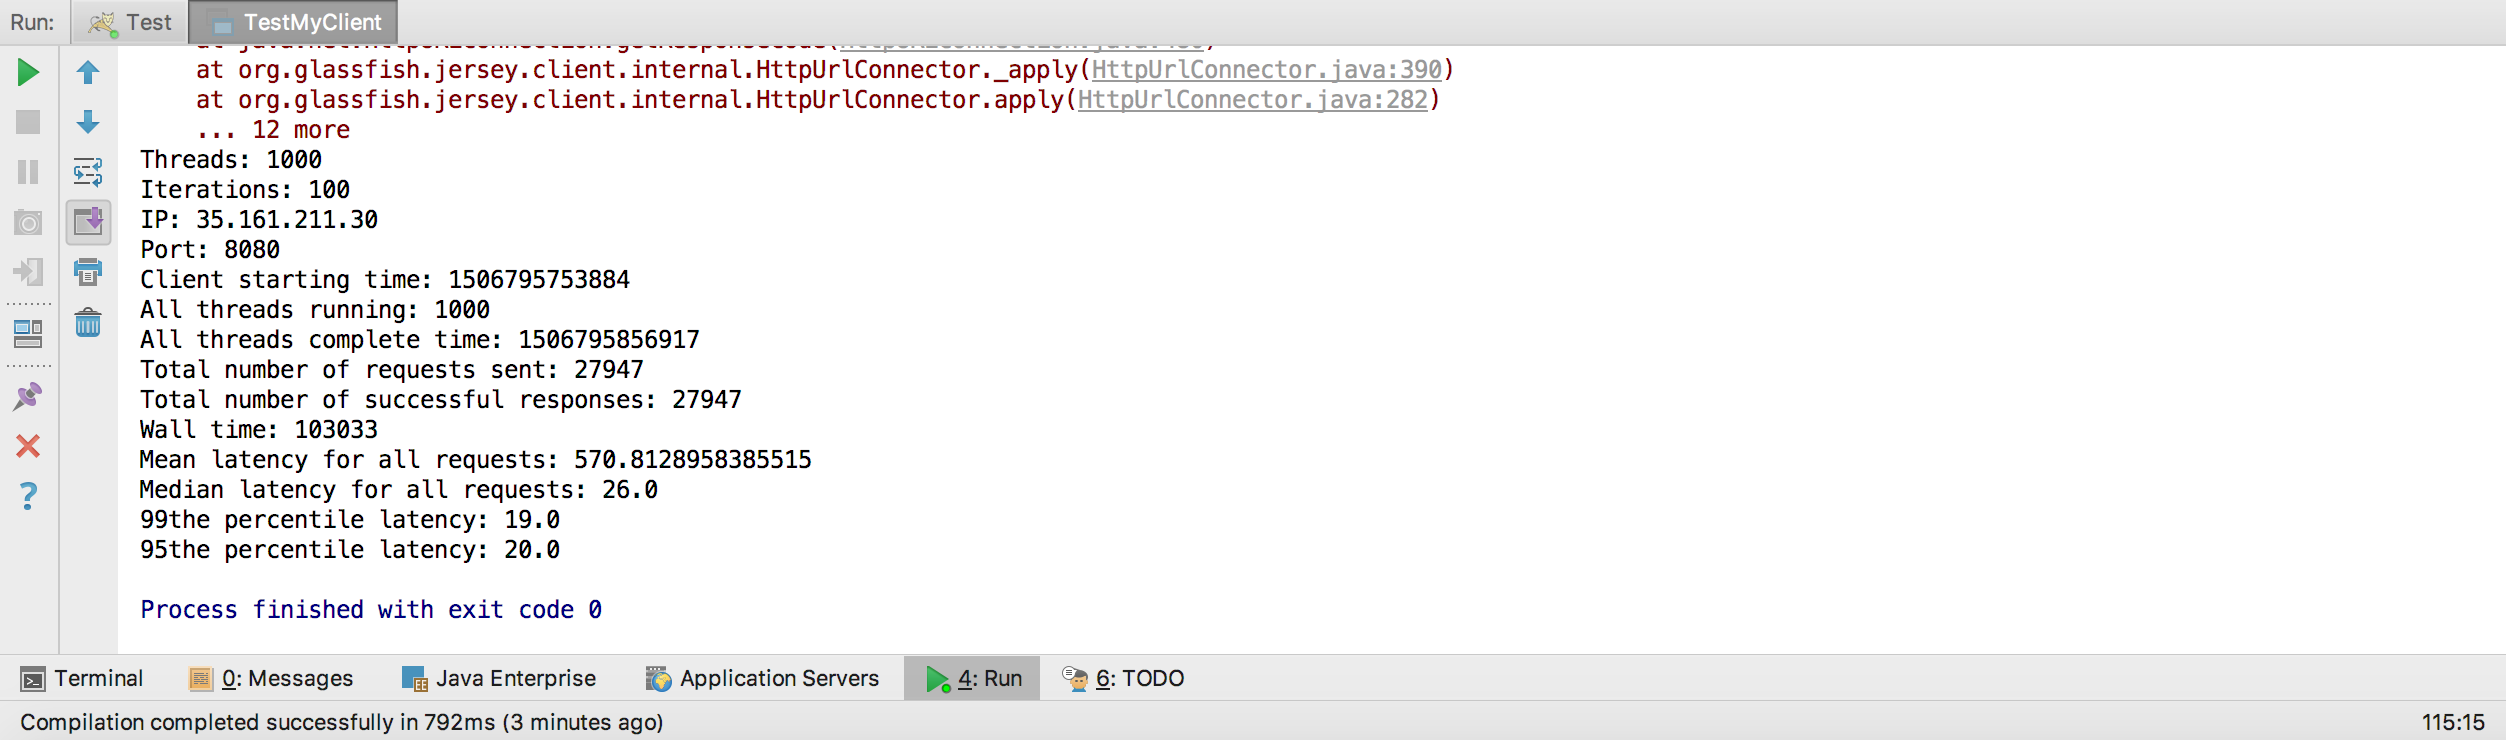 Run: Test TestMyClient
at org.glassfish.jersey.client.internal.HttpUrlConnector._apply(HttpUrlConnector.java:390)
at org.glassfish.jersey.client.internal.HttpUrlConnector.apply(HttpUrlConnector.java:282)
... 12 more
Threads: 1000
Iterations: 100
IP: 35.161.211.30
Port: 8080
Client starting time: 1506795753884
All threads running: 1000
All threads complete time: 1506795856917
Total number of requests sent: 27947
Total number of successful responses: 27947
Wall time: 103033
Mean latency for all requests: 570.8128958385515
Median latency for all requests: 26.0
99the percentile latency: 19.0
95the percentile latency: 20.0
Process finished with exit code 0
Terminal 0: Messages Java Enterprise Application Servers 4: Run 6: TODO
Compilation completed successfully in 792ms (3 minutes ago) 115:15